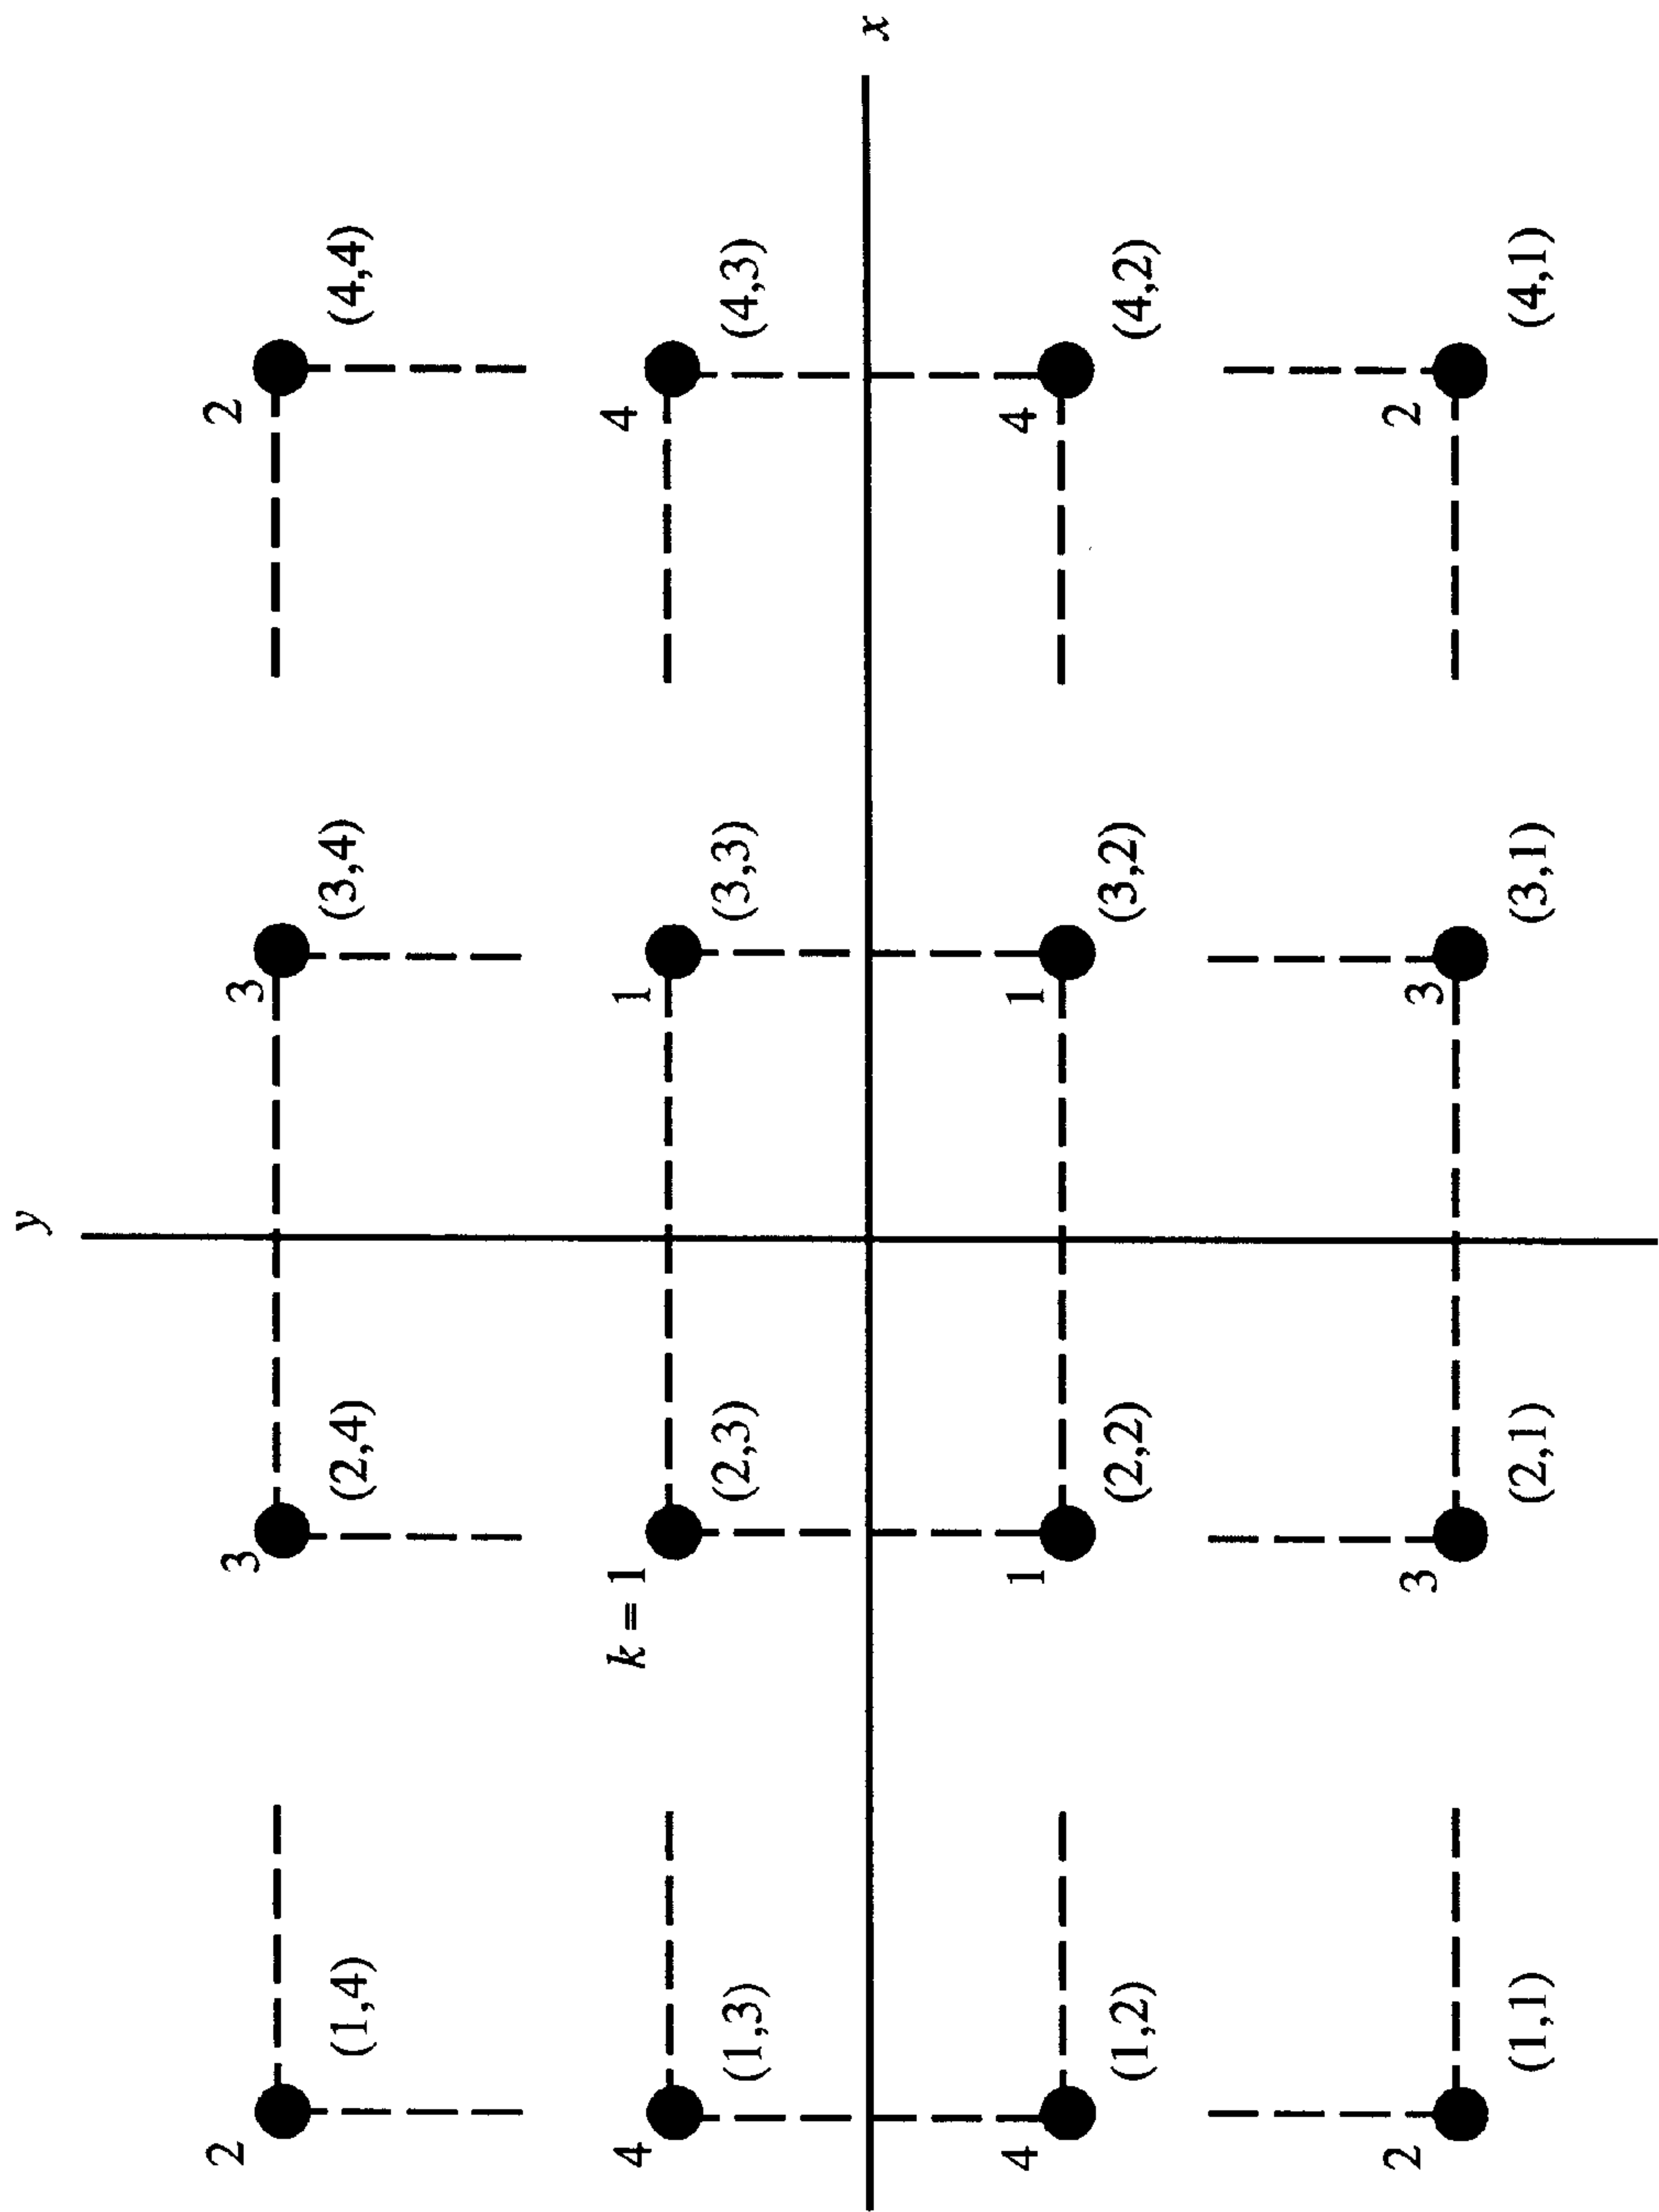 y
2 3 3 2
(1,4) (2,4) (3,4) (4,4)
4 k = 1 1 4
(1,3) (2,3) (3,3) (4,3)
x
4 1 1 4
(1,2) (2,2) (3,2) (4,2)
2 3 3 2
(1,1) (2,1) (3,1) (4,1)